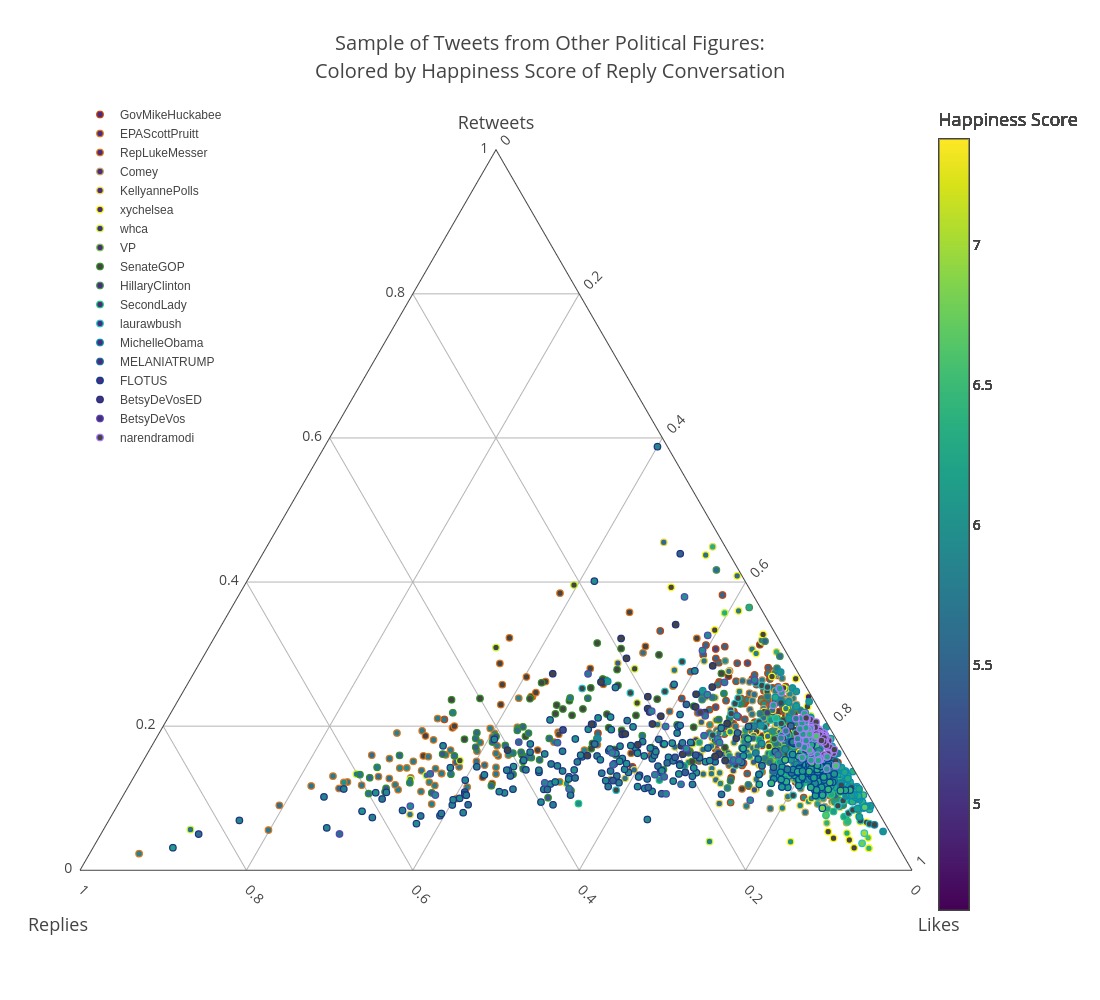 Sample of Tweets from Other Political Figures:
Colored by Happiness Score of Reply Conversation
GovMikeHuckabee
EPAScottPruitt
RepLukeMesser
Comey
KellyannePolls
xychelsea
whca
VP
SenateGOP
HillaryClinton
SecondLady
laurawbush
MichelleObama
MELANIATRUMP
FLOTUS
BetsyDeVosED
BetsyDeVos
narendramodi
Retweets
1
0.8
0.6
0.4
0.2
0
0
0.2
0.4
0.6
0.8
1
1
0.8
0.6
0.4
0.2
0
Replies
Likes
Happiness Score
7
6.5
6
5.5
5